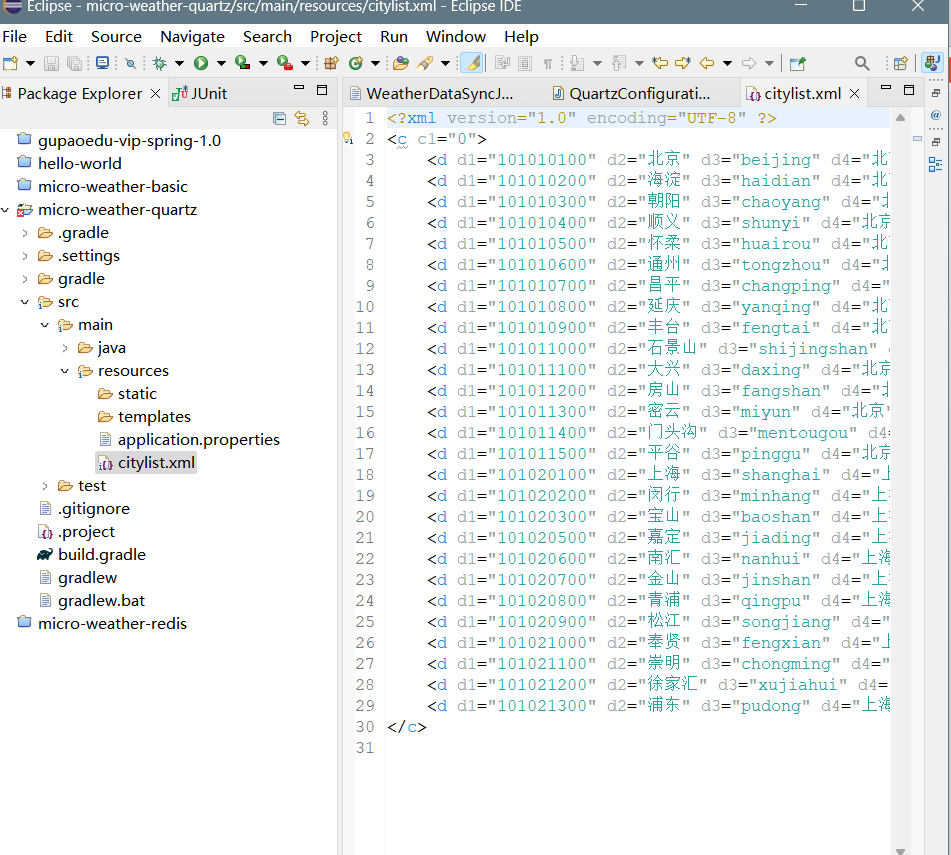 Eclipse - micro-weather-quartz/src/main/resources/citylist.xml - Eclipse IDE
File Edit Source Navigate Search Project Run Window Help
Package Explorer JUnit
WeatherDataSyncJ... QuartzConfigurati... citylist.xml
gupaoedu-vip-spring-1.0
hello-world
micro-weather-basic
micro-weather-quartz
.gradle
.settings
gradle
src
main
java
resources
static
templates
application.properties
citylist.xml
test
.gitignore
.project
build.gradle
gradlew
gradlew.bat
micro-weather-redis
1 <?xml version="1.0" encoding="UTF-8" ?>
2 <c c1="0">
3 <d d1="101010100" d2="北京" d3="beijing" d4="北
4 <d d1="101010200" d2="海淀" d3="haidian" d4="北
5 <d d1="101010300" d2="朝阳" d3="chaoyang" d4="
6 <d d1="101010400" d2="顺义" d3="shunyi" d4="北京
7 <d d1="101010500" d2="怀柔" d3="huairou" d4="北
8 <d d1="101010600" d2="通州" d3="tongzhou" d4="
9 <d d1="101010700" d2="昌平" d3="changping" d4=
10 <d d1="101010800" d2="延庆" d3="yanqing" d4="北
11 <d d1="101010900" d2="丰台" d3="fengtai" d4="北
12 <d d1="101011000" d2="石景山" d3="shijingshan"
13 <d d1="101011100" d2="大兴" d3="daxing" d4="北京
14 <d d1="101011200" d2="房山" d3="fangshan" d4="
15 <d d1="101011300" d2="密云" d3="miyun" d4="北京"
16 <d d1="101011400" d2="门头沟" d3="mentougou" d4=
17 <d d1="101011500" d2="平谷" d3="pinggu" d4="北京
18 <d d1="101020100" d2="上海" d3="shanghai" d4="
19 <d d1="101020200" d2="闵行" d3="minhang" d4="上
20 <d d1="101020300" d2="宝山" d3="baoshan" d4="上
21 <d d1="101020500" d2="嘉定" d3="jiading" d4="上
22 <d d1="101020600" d2="南汇" d3="nanhui" d4="上海
23 <d d1="101020700" d2="金山" d3="jinshan" d4="上
24 <d d1="101020800" d2="青浦" d3="qingpu" d4="上海
25 <d d1="101020900" d2="松江" d3="songjiang" d4=
26 <d d1="101021000" d2="奉贤" d3="fengxian" d4="
27 <d d1="101021100" d2="崇明" d3="chongming" d4="
28 <d d1="101021200" d2="徐家汇" d3="xujiahui" d4=
29 <d d1="101021300" d2="浦东" d3="pudong" d4="上海
30 </c>
31